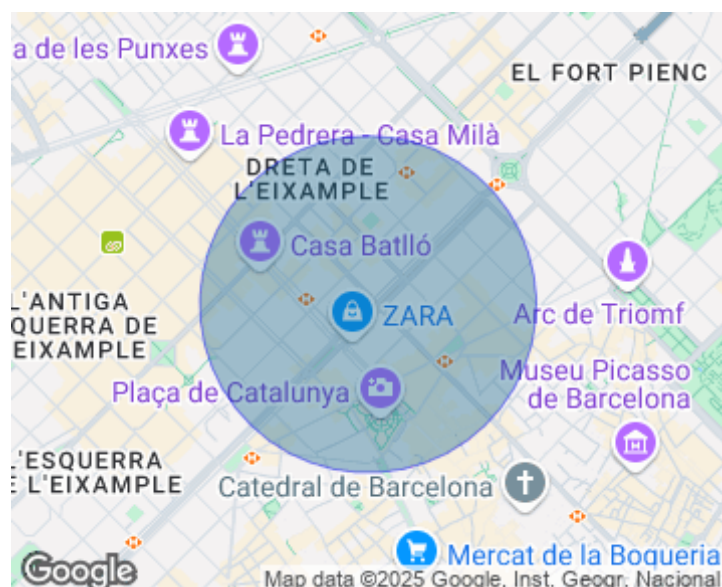 a de les Punxes
EL FORT PIENC
La Pedrera - Casa Milà
DRETA DE
L'EIXAMPLE
Casa Batlló
L'ANTIGA
QUERRA DE
EIXAMPLE
ZARA
Arc de Triomf
Plaça de Catalunya
Museu Picasso
de Barcelona
L'ESQUERRA
E L'EIXAMPLE
Catedral de Barcelona
Mercat de la Boqueria
Google
Map data ©2025 Google, Inst. Geogr. Nacional